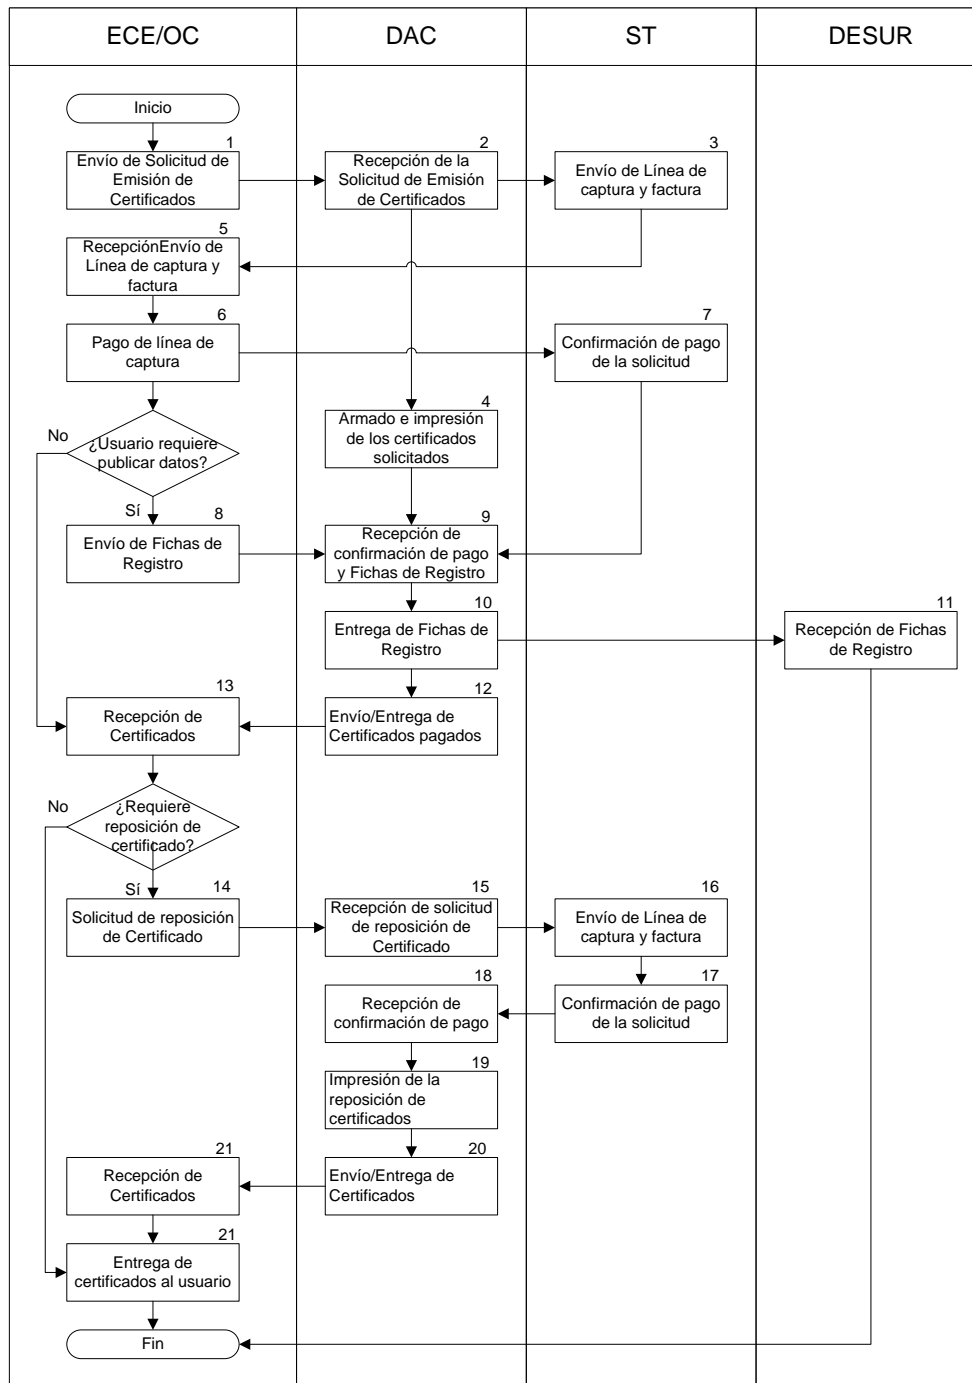 ECE/OC
DAC
ST
DESUR
Inicio
1
Envío de Solicitud de
Emisión de
Certificados
2
Recepción de la
Solicitud de Emisión
de Certificados
3
Envío de Línea de
captura y factura
5
RecepciónEnvío de
Línea de captura y
factura
6
Pago de línea de
captura
7
Confirmación de pago
de la solicitud
4
Armado e impresión
de los certificados
solicitados
No
¿Usuario requiere
publicar datos?
Sí
8
Envío de Fichas de
Registro
9
Recepción de
confirmación de pago
y Fichas de Registro
10
Entrega de Fichas de
Registro
11
Recepción de Fichas
de Registro
12
Envío/Entrega de
Certificados pagados
13
Recepción de
Certificados
No
¿Requiere
reposición de
certificado?
Sí
14
Solicitud de reposición
de Certificado
15
Recepción de solicitud
de reposición de
Certificado
16
Envío de Línea de
captura y factura
17
Confirmación de pago
de la solicitud
18
Recepción de
confirmación de pago
19
Impresión de la
reposición de
certificados
20
Envío/Entrega de
Certificados
21
Recepción de
Certificados
21
Entrega de
certificados al usuario
Fin